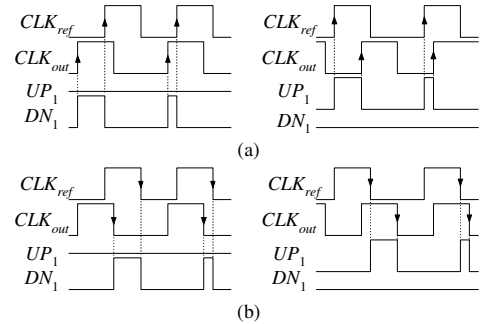 CLK_ref
CLK_out
UP_1
DN_1
CLK_ref
CLK_out
UP_1
DN_1
(a)
CLK_ref
CLK_out
UP_1
DN_1
CLK_ref
CLK_out
UP_1
DN_1
(b)